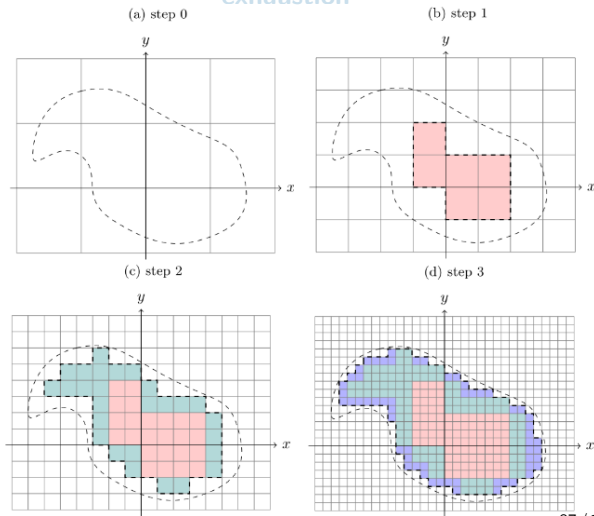 exhaustion
(a) step 0
(b) step 1
y
y
x
x
(c) step 2
(d) step 3
y
y
x
x